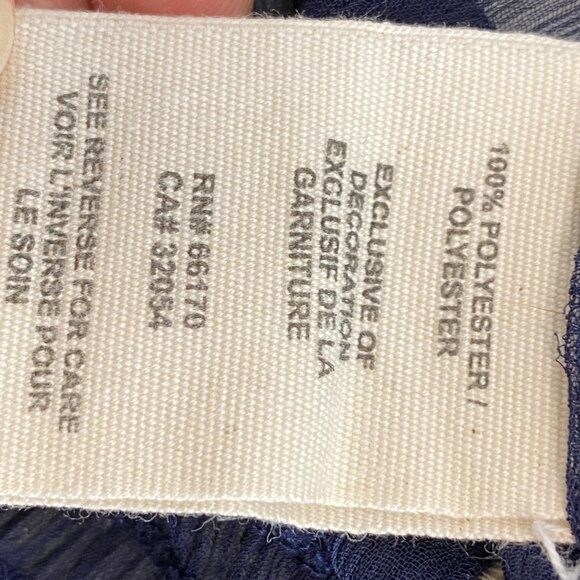 100% POLYESTER /
POLYESTER
EXCLUSIVE OF
DECORATION
EXCLUSIF DE LA
GARNITURE
RN# 66170
CA# 32054
SEE REVERSE FOR CARE
VOIR L'INVERSE POUR
LE SOIN